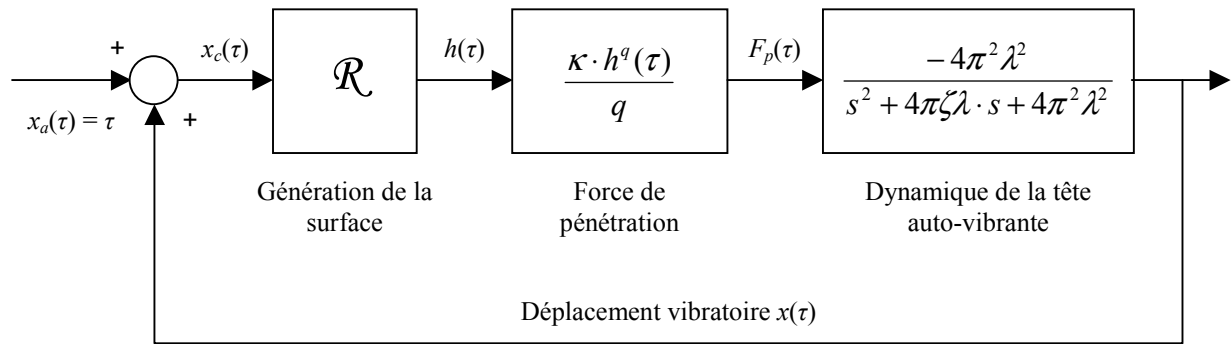 +
x_c(τ)
ℛ
h(τ)
κ · h^q(τ)
q
F_p(τ)
−4π²λ²
s² + 4πζλ · s + 4π²λ²
x_a(τ) = τ
+
Génération de la
surface
Force de
pénétration
Dynamique de la tête
auto-vibrante
Déplacement vibratoire x(τ)